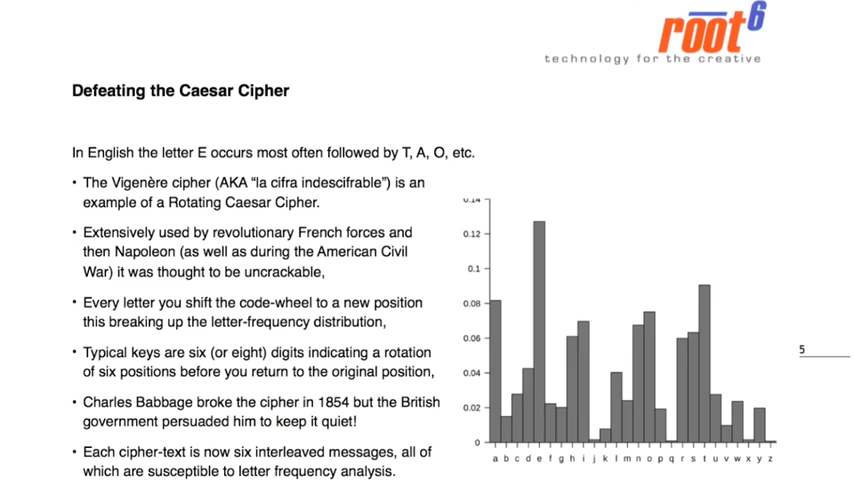 root6
technology for the creative
Defeating the Caesar Cipher
In English the letter E occurs most often followed by T, A, O, etc.
• The Vigenère cipher (AKA “la cifra indescifrable”) is an
example of a Rotating Caesar Cipher.
• Extensively used by revolutionary French forces and
then Napoleon (as well as during the American Civil
War) it was thought to be uncrackable,
• Every letter you shift the code-wheel to a new position
this breaking up the letter-frequency distribution,
• Typical keys are six (or eight) digits indicating a rotation
of six positions before you return to the original position,
• Charles Babbage broke the cipher in 1854 but the British
government persuaded him to keep it quiet!
• Each cipher-text is now six interleaved messages, all of
which are susceptible to letter frequency analysis.
0.14
0.12
0.1
0.08
0.06
0.04
0.02
0
a b c d e f g h i j k l m n o p q r s t u v w x y z
5